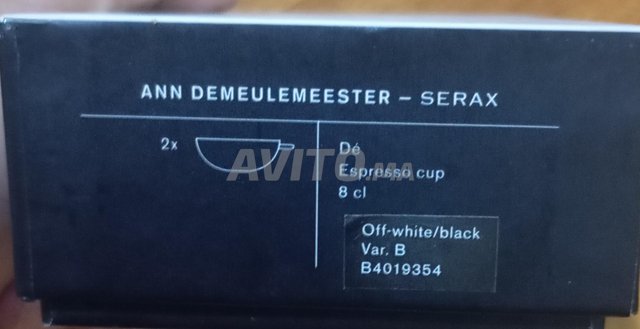 ANN DEMEULEMEESTER – SERAX
2x
Dé
Espresso cup
8 cl
AVITO.MA
Off-white/black
Var. B
B4019354